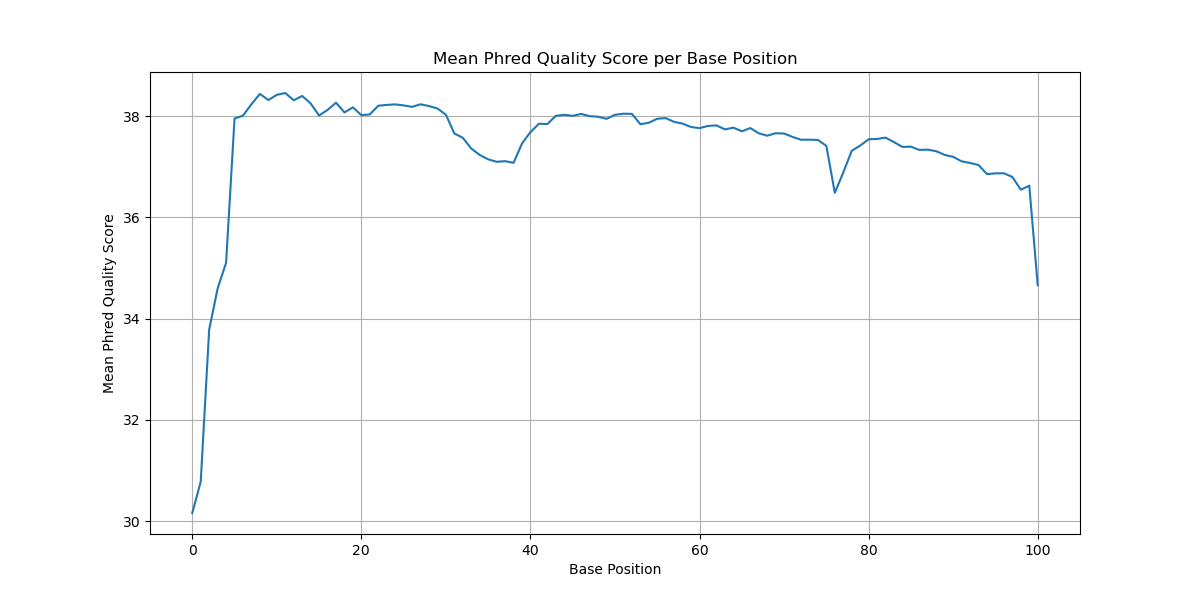 Mean Phred Quality Score per Base Position
Mean Phred Quality Score
38
36
34
32
30
0 20 40 60 80 100
Base Position